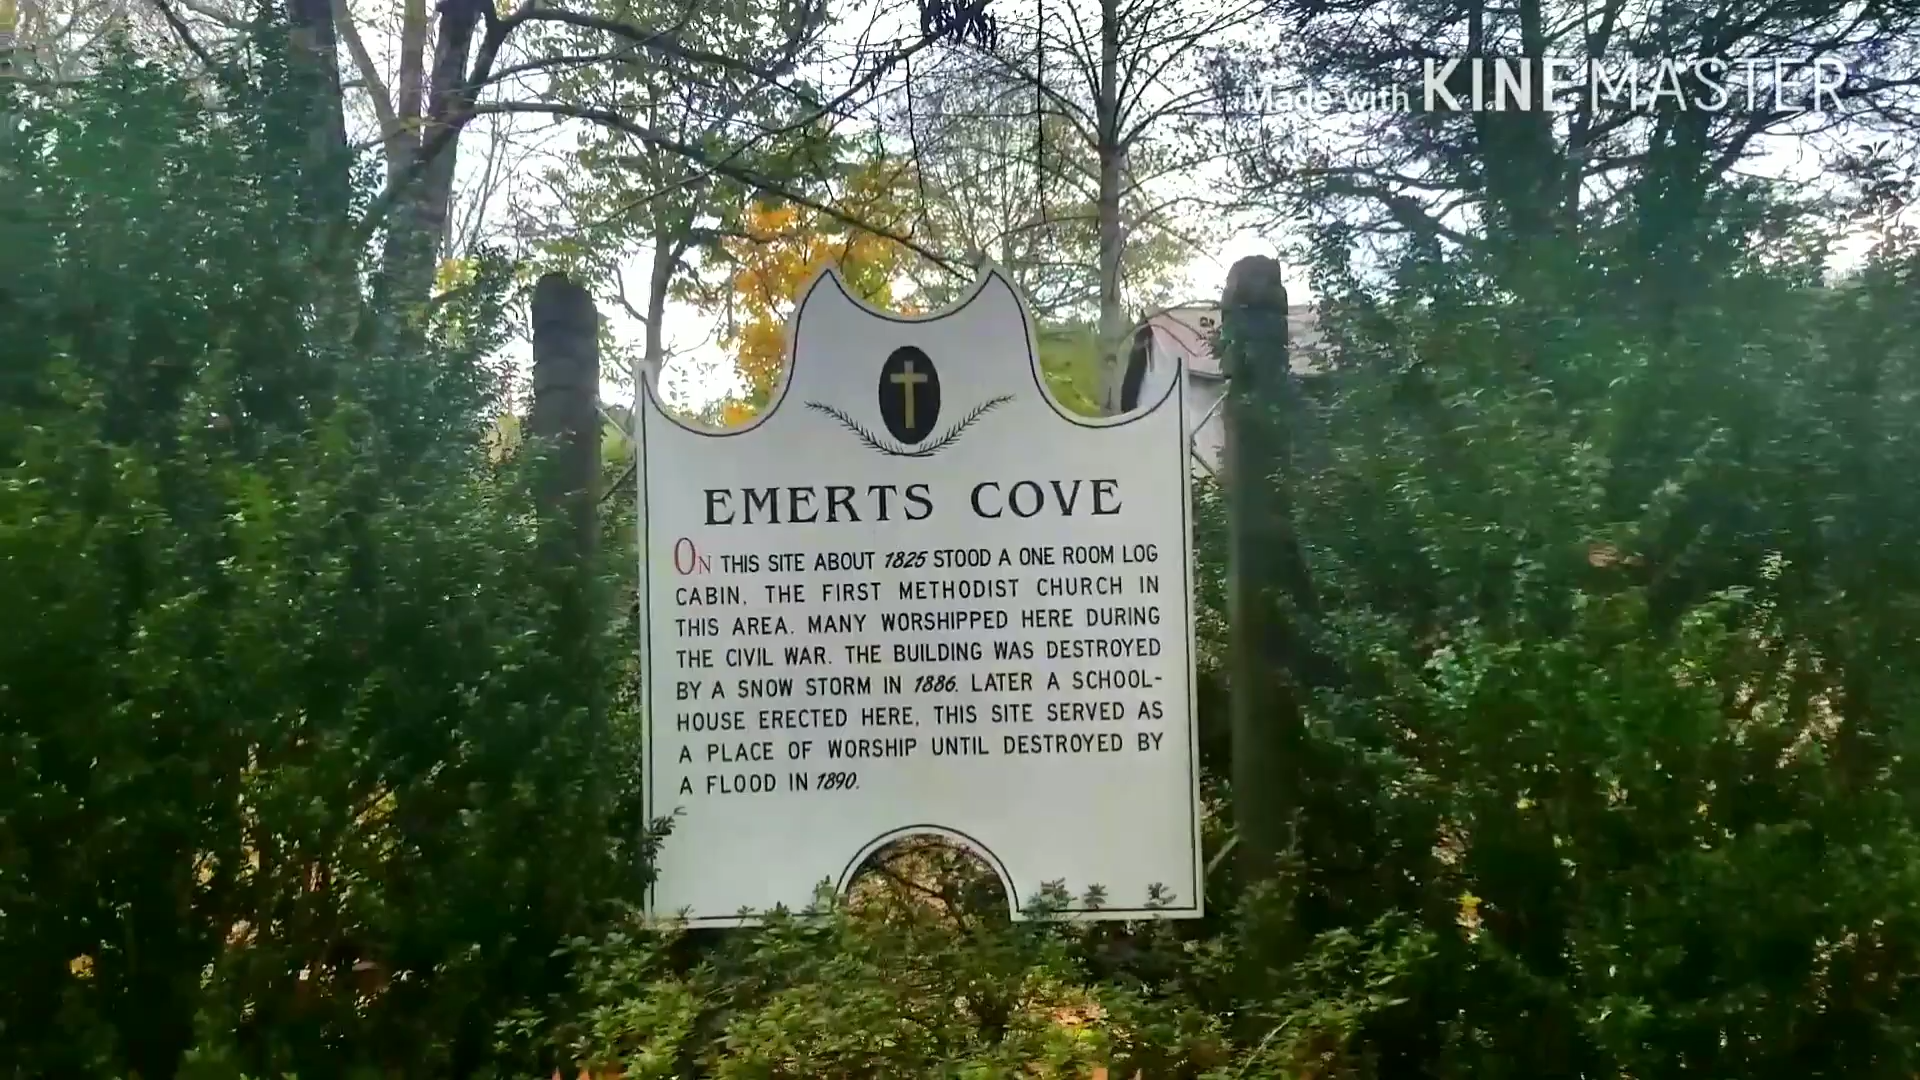 Made with KINEMASTER
EMERTS COVE
ON THIS SITE ABOUT 1825 STOOD A ONE ROOM LOG
CABIN, THE FIRST METHODIST CHURCH IN
THIS AREA. MANY WORSHIPPED HERE DURING
THE CIVIL WAR. THE BUILDING WAS DESTROYED
BY A SNOW STORM IN 1886. LATER A SCHOOL-
HOUSE ERECTED HERE, THIS SITE SERVED AS
A PLACE OF WORSHIP UNTIL DESTROYED BY
A FLOOD IN 1890.